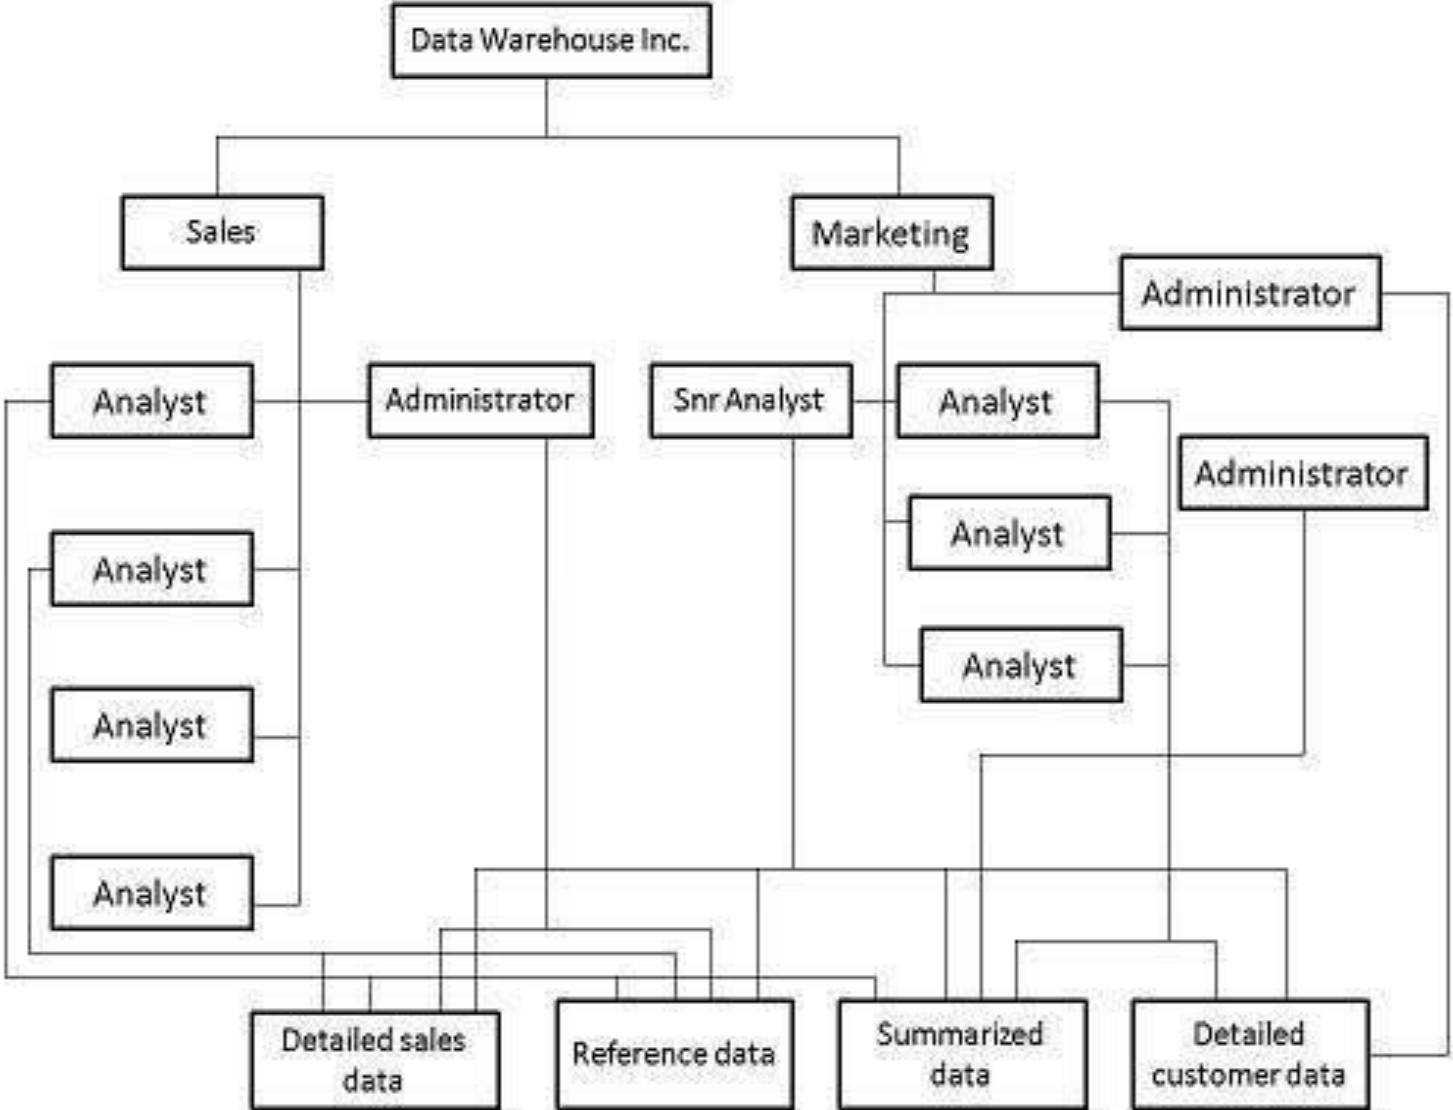 Data Warehouse Inc.
Sales
Marketing
Administrator
Analyst
Administrator
Snr Analyst
Analyst
Administrator
Analyst
Analyst
Analyst
Analyst
Analyst
Detailed sales
data
Reference data
Summarized
data
Detailed
customer data